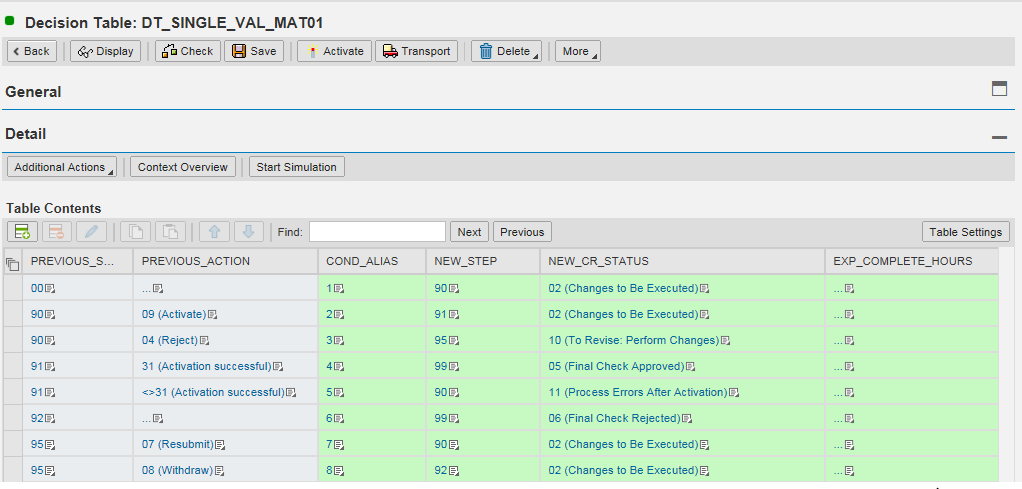 Decision Table: DT_SINGLE_VAL_MAT01
Back Display Check Save Activate Transport Delete More
General
Detail
Additional Actions Context Overview Start Simulation
Table Contents
Find: Next Previous Table Settings
PREVIOUS_S... PREVIOUS_ACTION COND_ALIAS NEW_STEP NEW_CR_STATUS EXP_COMPLETE_HOURS
00 ... 1 90 02 (Changes to Be Executed) ...
90 09 (Activate) 2 91 02 (Changes to Be Executed) ...
90 04 (Reject) 3 95 10 (To Revise: Perform Changes) ...
91 31 (Activation successful) 4 99 05 (Final Check Approved) ...
91 <>31 (Activation successful) 5 90 11 (Process Errors After Activation) ...
92 ... 6 99 06 (Final Check Rejected) ...
95 07 (Resubmit) 7 90 02 (Changes to Be Executed) ...
95 08 (Withdraw) 8 92 02 (Changes to Be Executed) ...